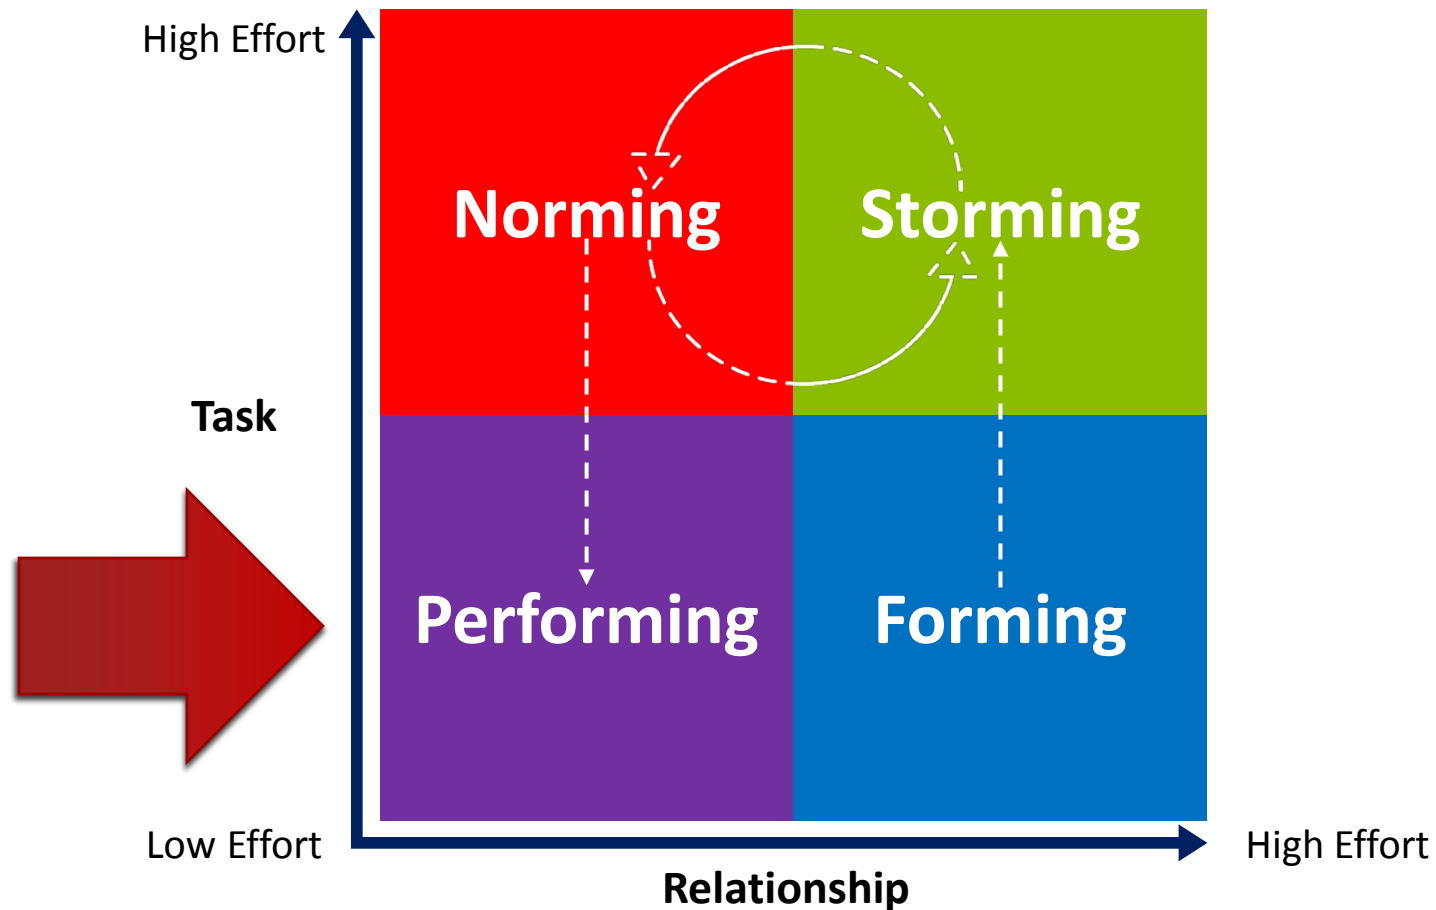 High Effort
Norming
Storming
Task
Performing
Forming
Low Effort
High Effort
Relationship